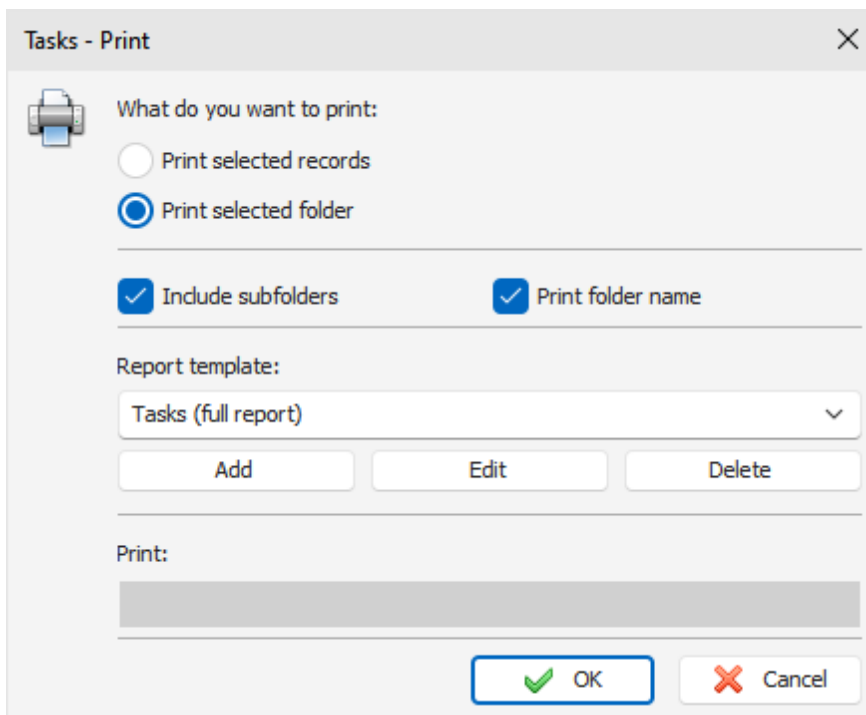 Tasks - Print
What do you want to print:
Print selected records
Print selected folder
Include subfolders Print folder name
Report template:
Tasks (full report)
Add Edit Delete
Print:
OK Cancel